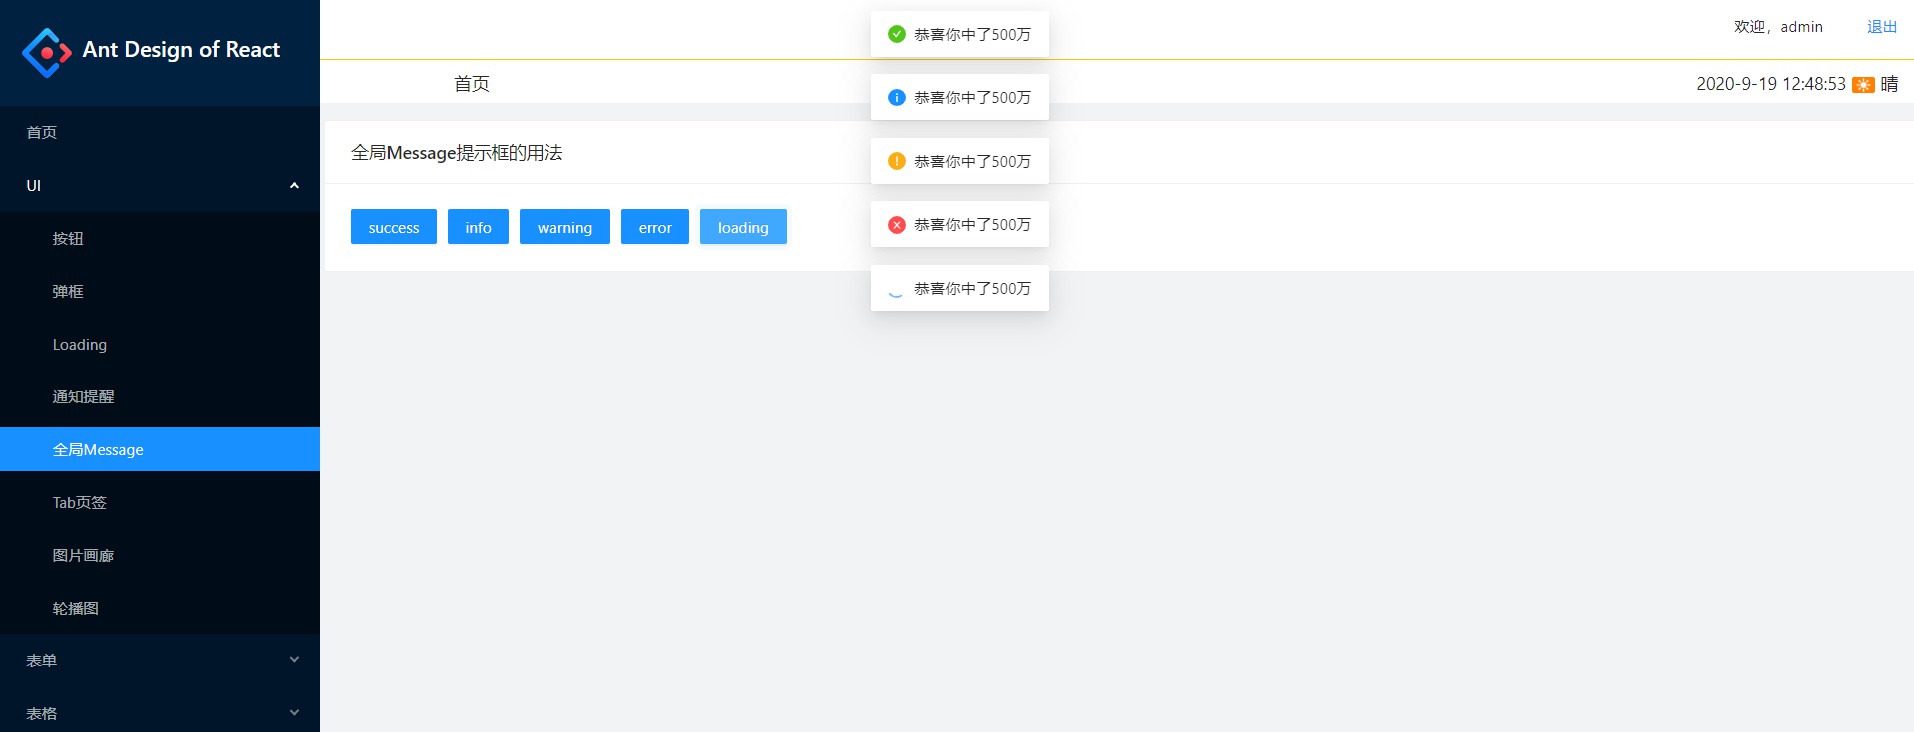 Ant Design of React
首页
UI
按钮
弹框
Loading
通知提醒
全局Message
Tab页签
图片画廊
轮播图
表单
表格
欢迎，admin
退出
首页
2020-9-19 12:48:53 晴
全局Message提示框的用法
success info warning error loading
恭喜你中了500万
恭喜你中了500万
恭喜你中了500万
恭喜你中了500万
恭喜你中了500万